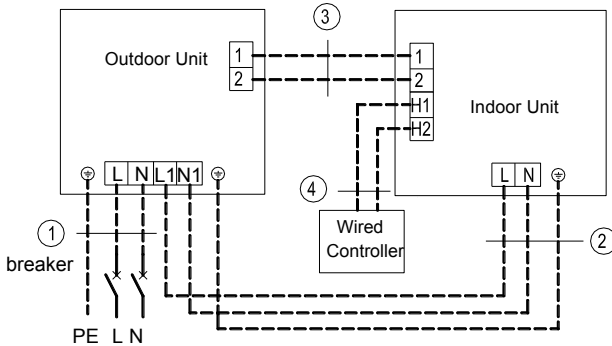 3
Outdoor Unit
1
2
1
2
H1
H2
Indoor Unit
L N L1 N1
L N
4
1
breaker
Wired
Controller
2
PE L N